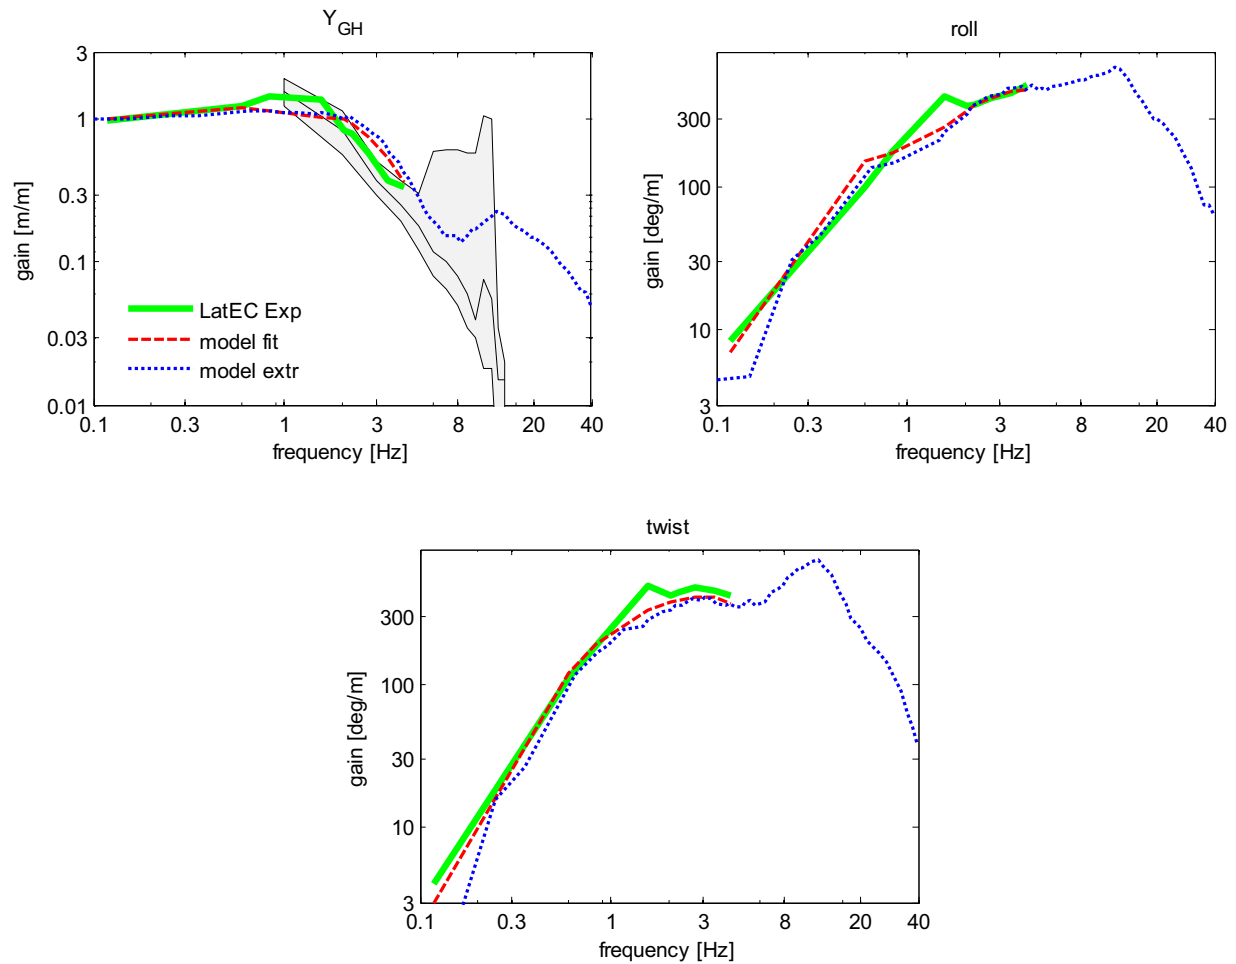 Y_GH
3
1
0.3
0.1
0.03
0.01
gain [m/m]
LatEC Exp
model fit
model extr
0.1 0.3 1 3 8 20 40
frequency [Hz]
roll
300
100
30
10
3
gain [deg/m]
0.1 0.3 1 3 8 20 40
frequency [Hz]
twist
300
100
30
10
3
gain [deg/m]
0.1 0.3 1 3 8 20 40
frequency [Hz]